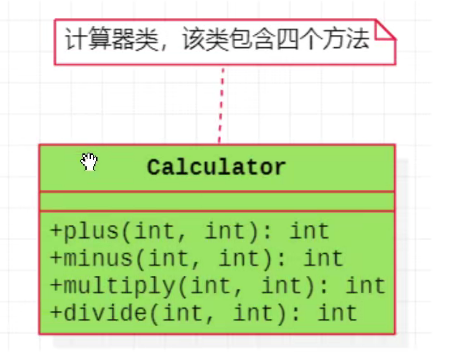 计算器类，该类包含四个方法
Calculator
+plus(int, int): int
+minus(int, int): int
+multiply(int, int): int
+divide(int, int): int